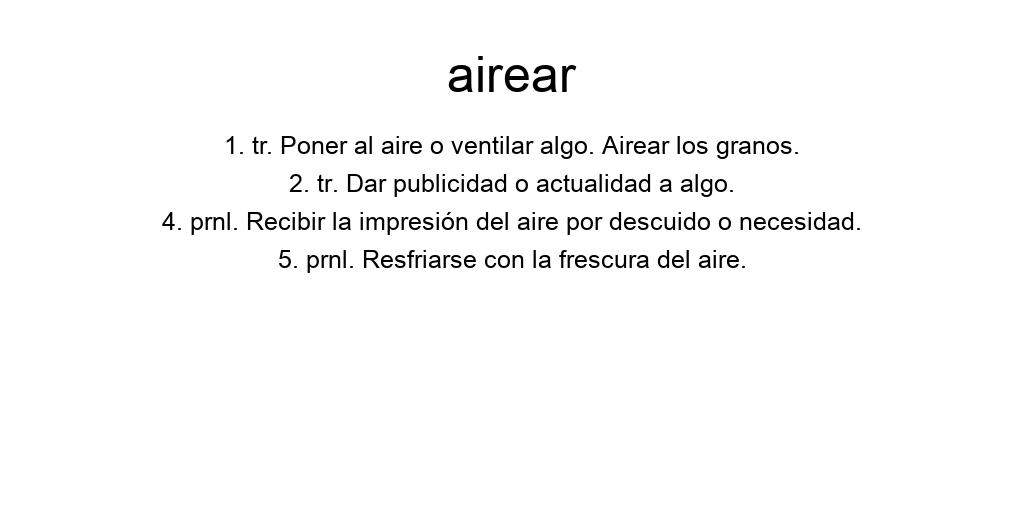 airear
1. tr. Poner al aire o ventilar algo. Airear los granos.
2. tr. Dar publicidad o actualidad a algo.
4. prnl. Recibir la impresión del aire por descuido o necesidad.
5. prnl. Resfriarse con la frescura del aire.